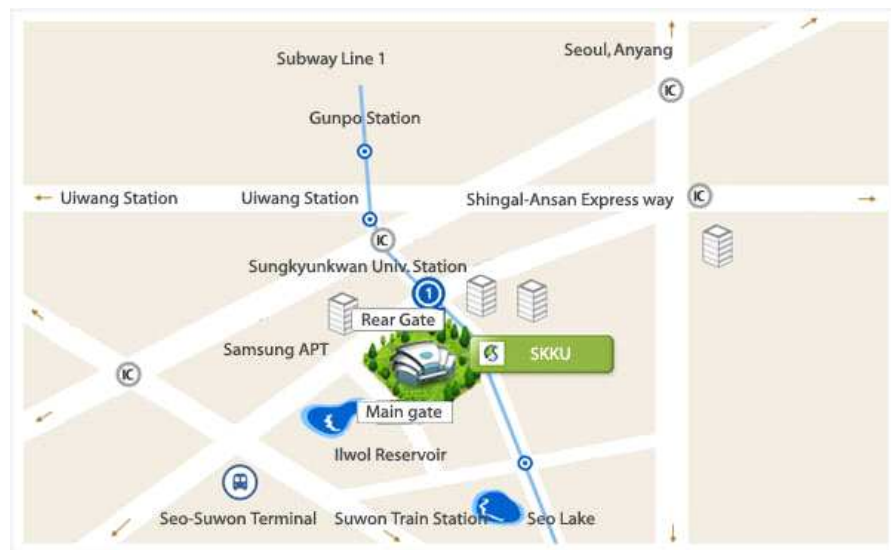 Seoul, Anyang
Subway Line 1
IC
Gunpo Station
Uiwang Station
Uiwang Station
Shingal-Ansan Express way
IC
IC
Sungkyunkwan Univ. Station
1
Rear Gate
Samsung APT
SKKU
IC
Main gate
Ilwol Reservoir
Seo-Suwon Terminal
Suwon Train Station
Seo Lake